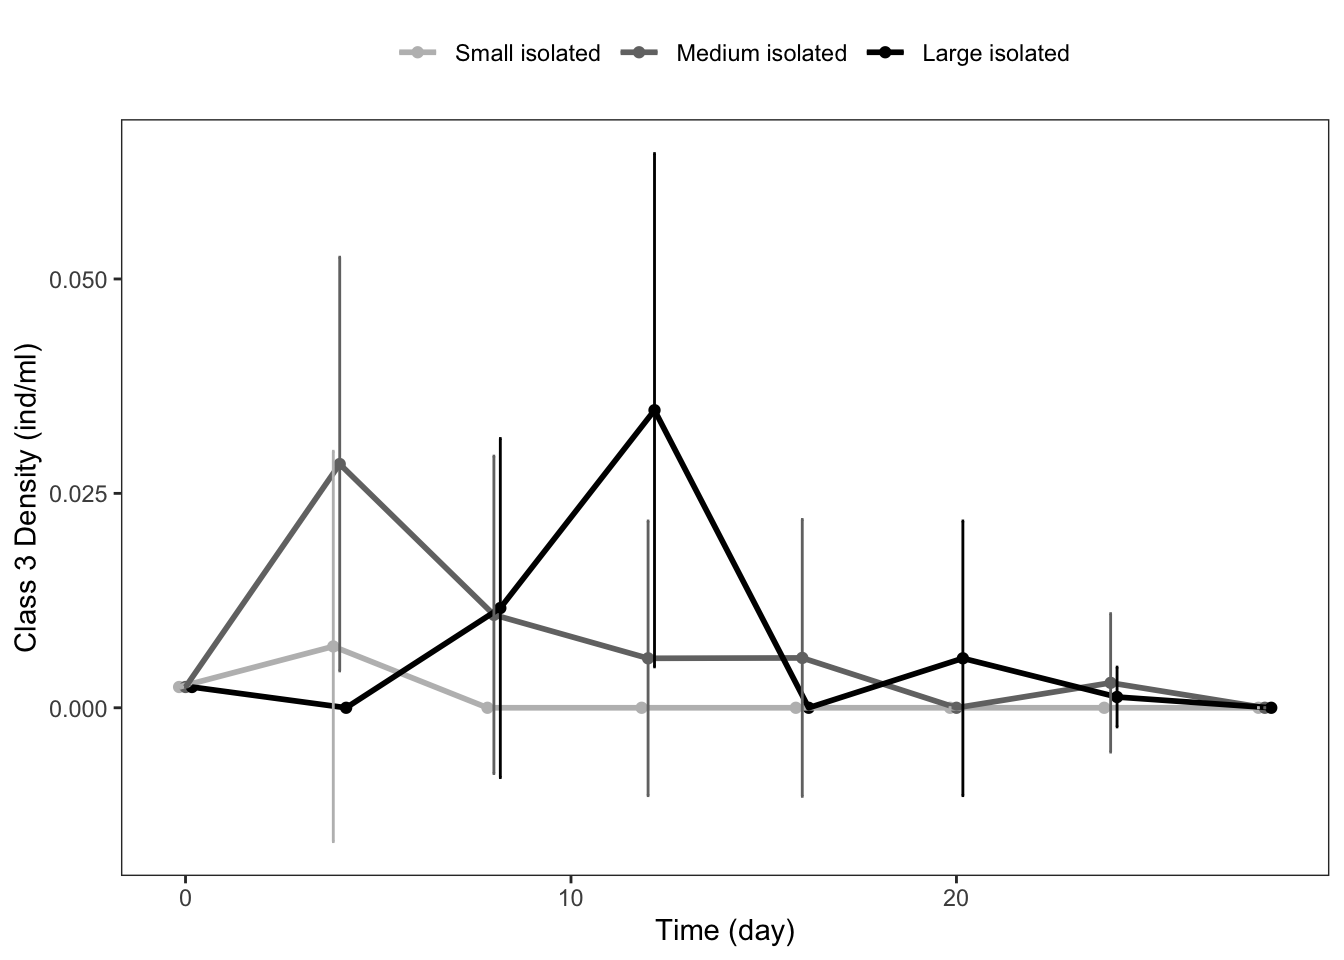 Small isolated Medium isolated Large isolated
Class 3 Density (ind/ml)
0.050
0.025
0.000
0 10 20
Time (day)